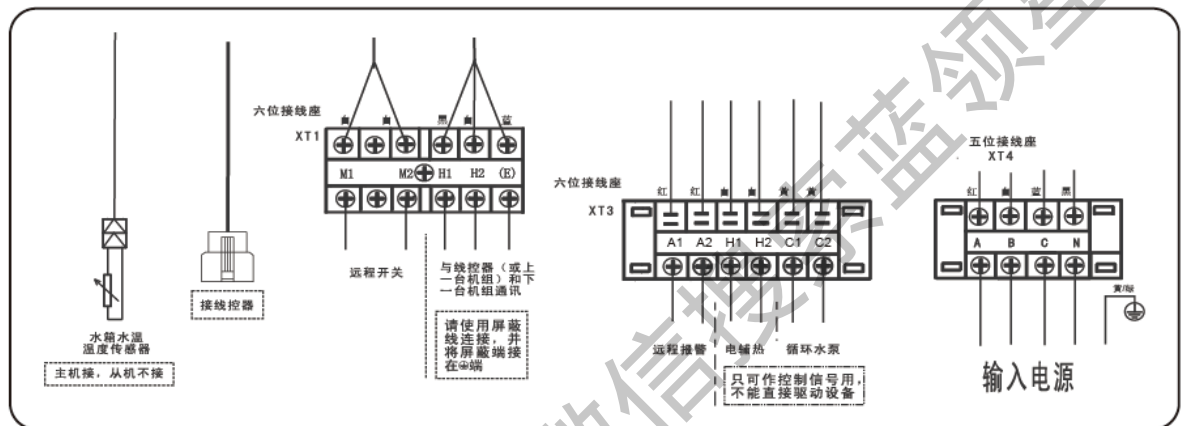 水箱水温
温度传感器
主机接，从机不接
接线控器
六位接线座
XT1
白
白
黑
白
蓝
M1
M2
H1
H2
(E)
远程开关
与线控器（或上
一台机组）和下
一台机组通讯
请使用屏蔽
线连接，并
将屏蔽端接
在⊕端
六位接线座
XT3
红
红
白
白
黄
黄
A1
A2
H1
H2
C1
C2
远程报警
电辅热
循环水泵
只可作控制信号用，
不能直接驱动设备
五位接线座
XT4
红
白
蓝
黑
A
B
C
N
黄/绿
输入电源
微信搜索蓝领星